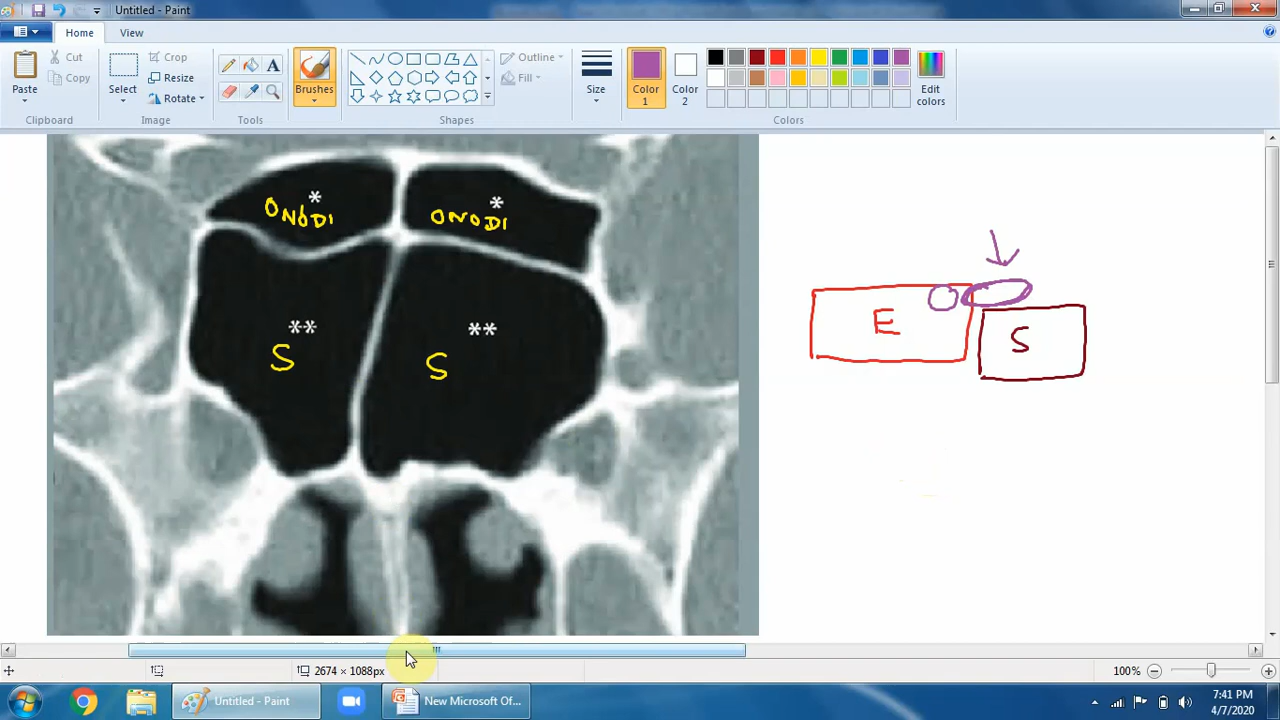 Untitled - Paint
Home
View
Paste
Cut
Copy
Clipboard
Select
Crop
Resize
Rotate
Image
A
Tools
Brushes
Shapes
Outline
Fill
Size
Color 1
Color 2
Edit colors
Colors
*
ONODI
*
ONODI
**
S
**
S
E
S
2674 × 1088px
100%
Untitled - Paint
New Microsoft Of...
7:41 PM
4/7/2020